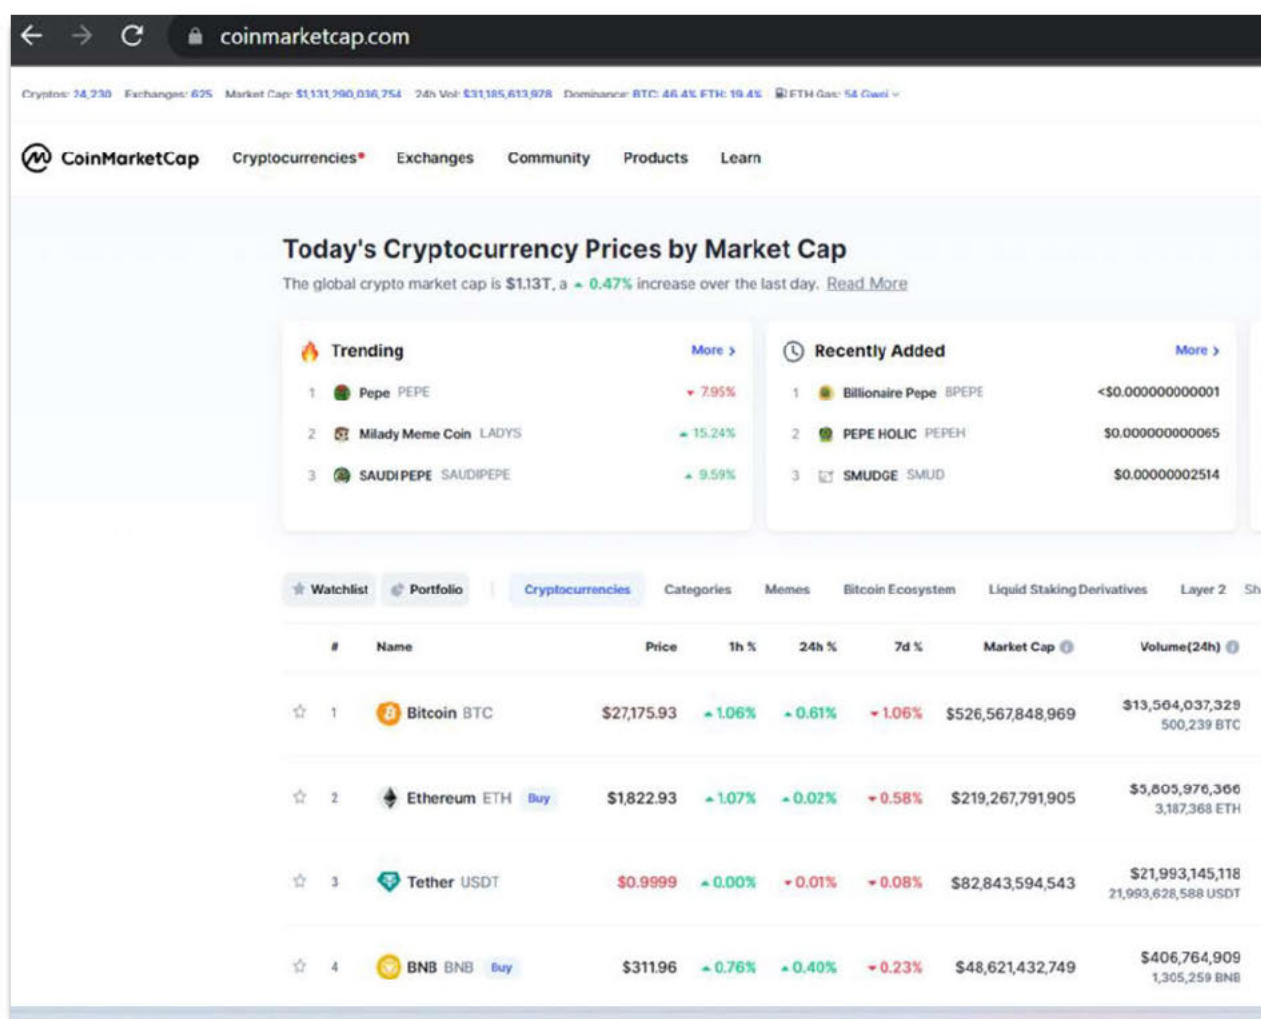 coinmarketcap.com
Cryptos: 24,230 Exchanges: 625 Market Cap: $1,131,290,036,754 24h Vol: $31,185,613,978 Dominance: BTC: 46.4% ETH: 19.4% ETH Gas: 54 Gwei
CoinMarketCap Cryptocurrencies Exchanges Community Products Learn
Today's Cryptocurrency Prices by Market Cap
The global crypto market cap is $1.13T, a 0.47% increase over the last day. Read More
Trending More >
1 Pepe PEPE 7.95%
2 Milady Meme Coin LADYS 15.24%
3 SAUDI PEPE SAUDIPEPE 9.59%
Recently Added More >
1 Billionaire Pepe BPEPE <$0.000000000001
2 PEPE HOLIC PEPEH $0.000000000065
3 SMUDGE SMUD $0.00000002514
Watchlist Portfolio Cryptocurrencies Categories Memes Bitcoin Ecosystem Liquid Staking Derivatives Layer 2 Sh
# Name Price 1h % 24h % 7d % Market Cap Volume(24h)
1 Bitcoin BTC $27,175.93 1.06% 0.61% 1.06% $526,567,848,969 $13,564,037,329
500,239 BTC
2 Ethereum ETH Buy $1,822.93 1.07% 0.02% 0.58% $219,267,791,905 $5,805,976,366
3,187,368 ETH
3 Tether USDT $0.9999 0.00% 0.01% 0.08% $82,843,594,543 $21,993,145,118
21,993,628,588 USDT
4 BNB BNB Buy $311.96 0.76% 0.40% 0.23% $48,621,432,749 $406,764,909
1,305,259 BNB